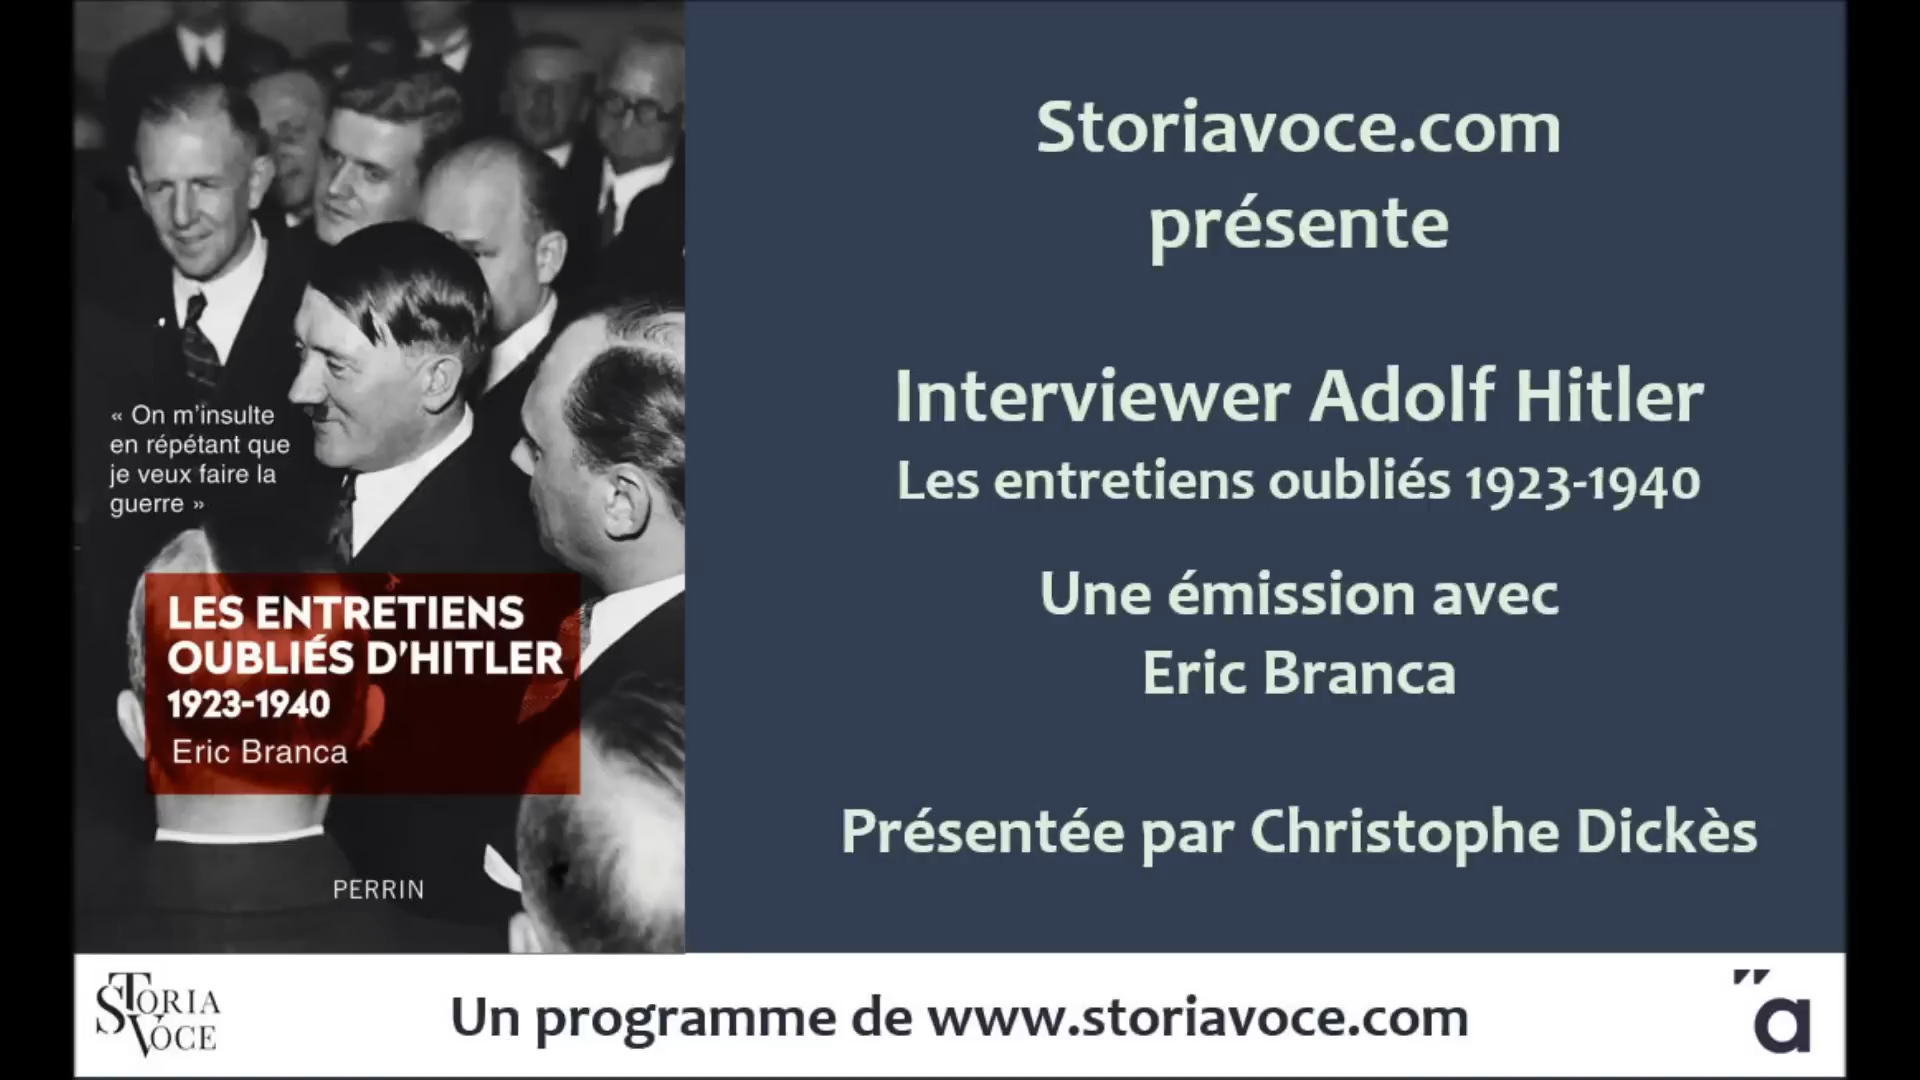 « On m'insulte
en répétant que
je veux faire la
guerre »
LES ENTRETIENS
OUBLIÉS D'HITLER
1923-1940
Eric Branca
PERRIN
Storiavoce.com
présente
Interviewer Adolf Hitler
Les entretiens oubliés 1923-1940
Une émission avec
Eric Branca
Présentée par Christophe Dickès
STORIA
VOCE
Un programme de www.storiavoce.com
"a